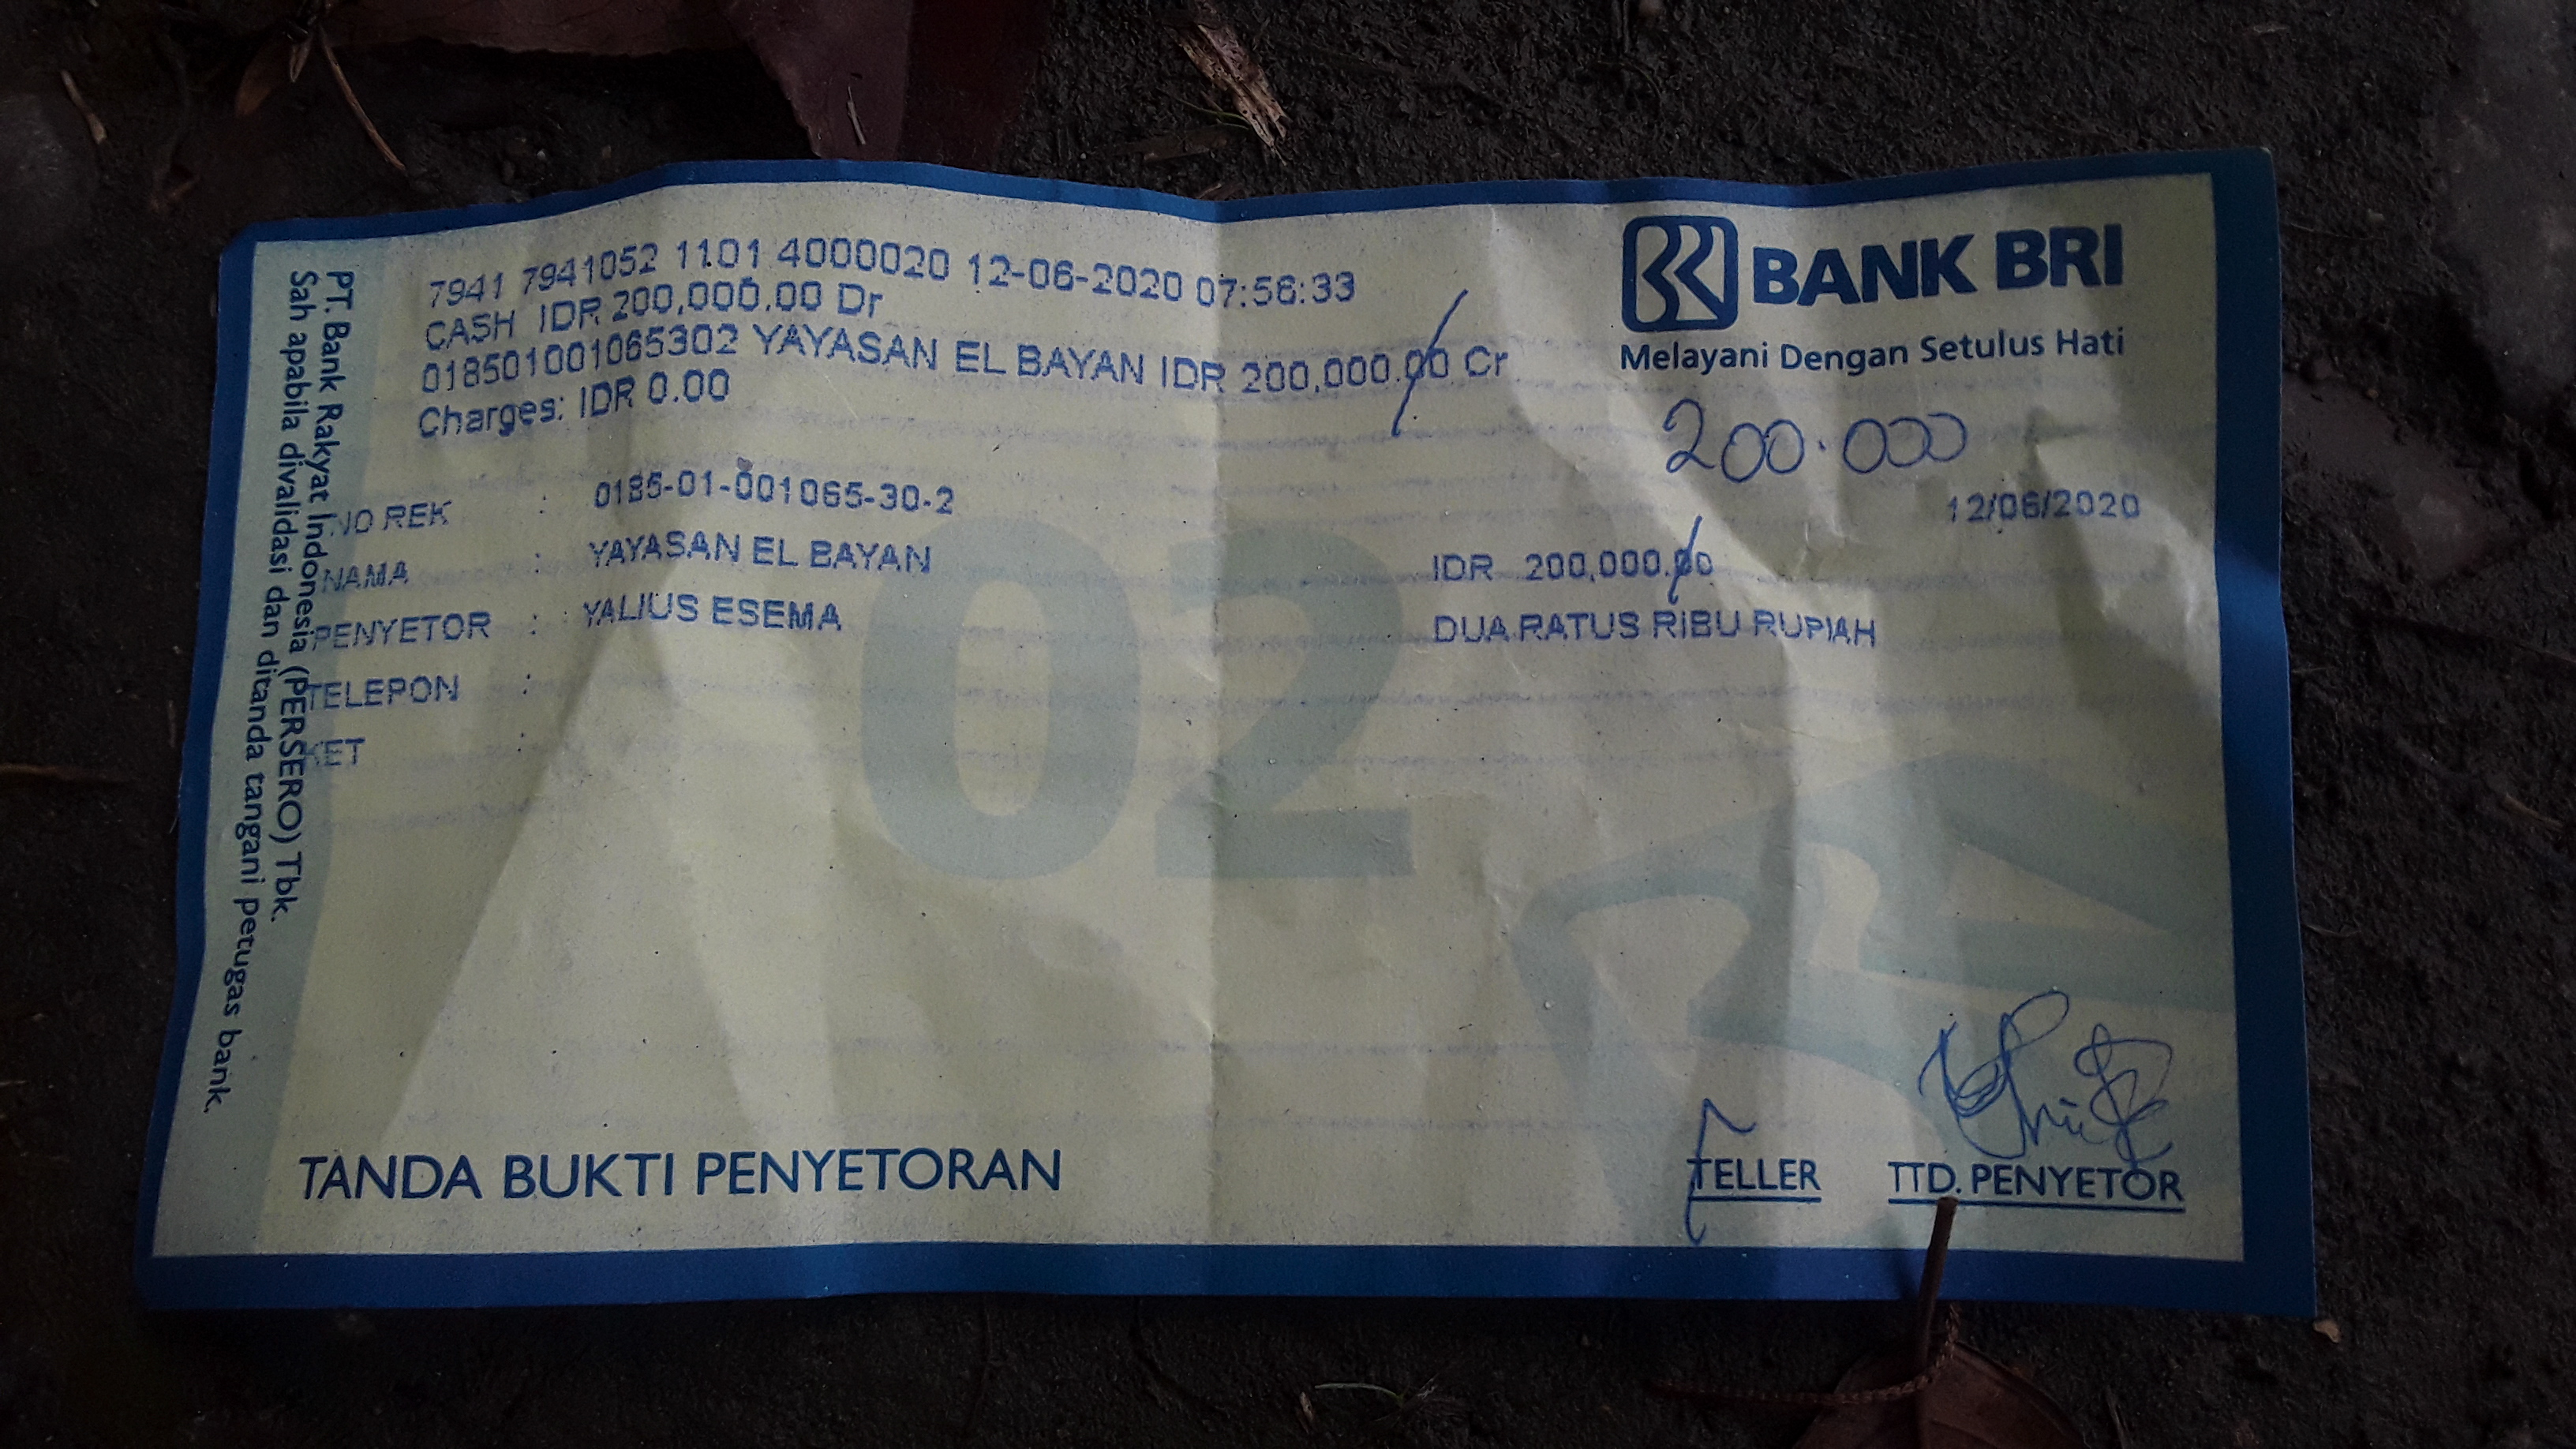 7941 7941052 1101 4000020 12-06-2020 07:56:33
CASH IDR 200,000.00 Dr
018501001065302 YAYASAN EL BAYAN IDR 200,000.00 Cr
Charges: IDR 0.00
BANK BRI
Melayani Dengan Setulus Hati
200.000
12/06/2020
NO REK : 0185-01-001065-30-2
NAMA : YAYASAN EL BAYAN
IDR 200,000.00
PENYETOR : YALIUS ESEMA
DUA RATUS RIBU RUPIAH
TELEPON :
KET :
02
PT. Bank Rakyat Indonesia (PERSERO) Tbk.
Sah apabila divalidasi dan ditanda tangani petugas bank.
TANDA BUKTI PENYETORAN
TELLER
TTD. PENYETOR